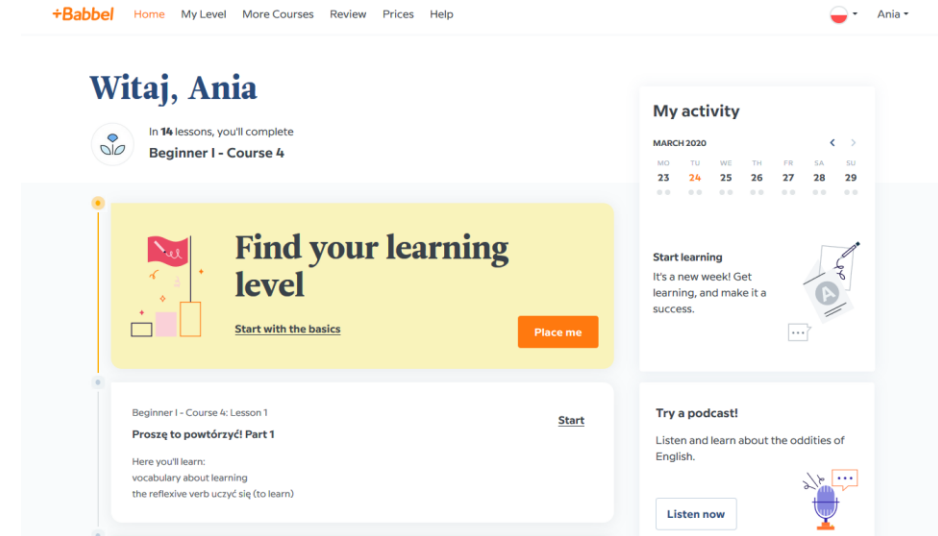 +Babbel Home My Level More Courses Review Prices Help Ania
Witaj, Ania
In 14 lessons, you'll complete
Beginner I - Course 4
Find your learning
level
Start with the basics
Place me
Beginner I - Course 4: Lesson 1
Proszę to powtórzyć! Part 1
Start
Here you'll learn:
vocabulary about learning
the reflexive verb uczyć się (to learn)
My activity
MARCH 2020
MO TU WE TH FR SA SU
23 24 25 26 27 28 29
Start learning
It's a new week! Get
learning, and make it a
success.
A
Try a podcast!
Listen and learn about the oddities of
English.
Listen now